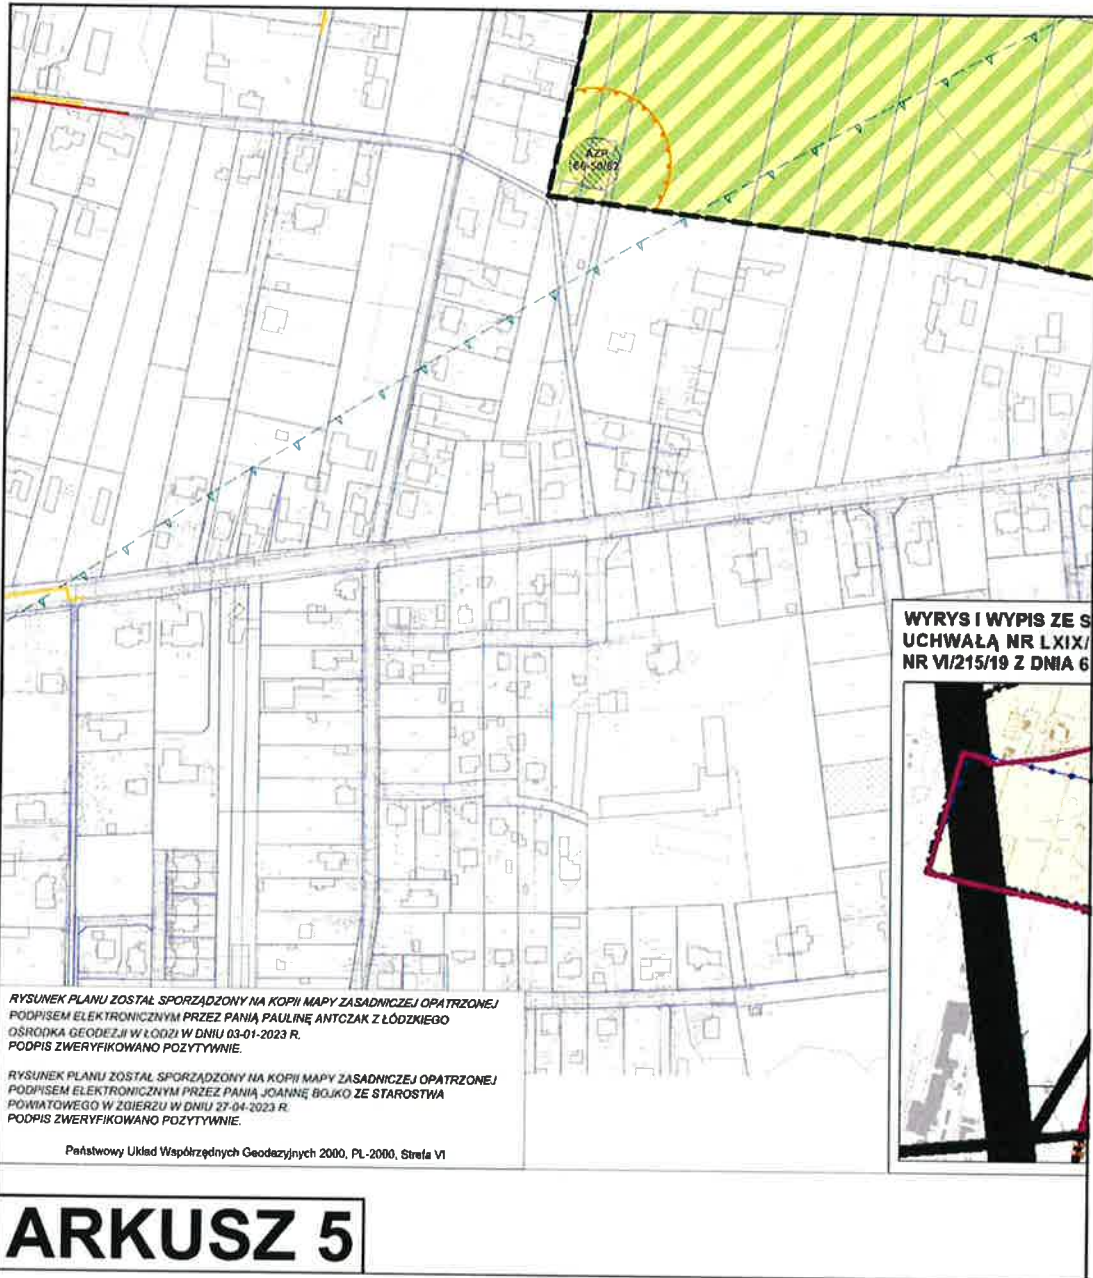 AZP
66-50/62
WYRYS I WYPIS ZE S
UCHWAŁĄ NR LXIX/
NR VI/215/19 Z DNIA 6
RYSUNEK PLANU ZOSTAŁ SPORZĄDZONY NA KOPII MAPY ZASADNICZEJ OPATRZONEJ
PODPISEM ELEKTRONICZNYM PRZEZ PANIĄ PAULINĘ ANTCZAK Z ŁÓDZKIEGO
OŚRODKA GEODEZJI W ŁODZI W DNIU 03-01-2023 R.
PODPIS ZWERYFIKOWANO POZYTYWNIE.
RYSUNEK PLANU ZOSTAŁ SPORZĄDZONY NA KOPII MAPY ZASADNICZEJ OPATRZONEJ
PODPISEM ELEKTRONICZNYM PRZEZ PANIĄ JOANNĘ BOJKO ZE STAROSTWA
POWIATOWEGO W ZGIERZU W DNIU 27-04-2023 R.
PODPIS ZWERYFIKOWANO POZYTYWNIE.
Państwowy Układ Współrzędnych Geodezyjnych 2000, PL-2000, Strefa VI
ARKUSZ 5